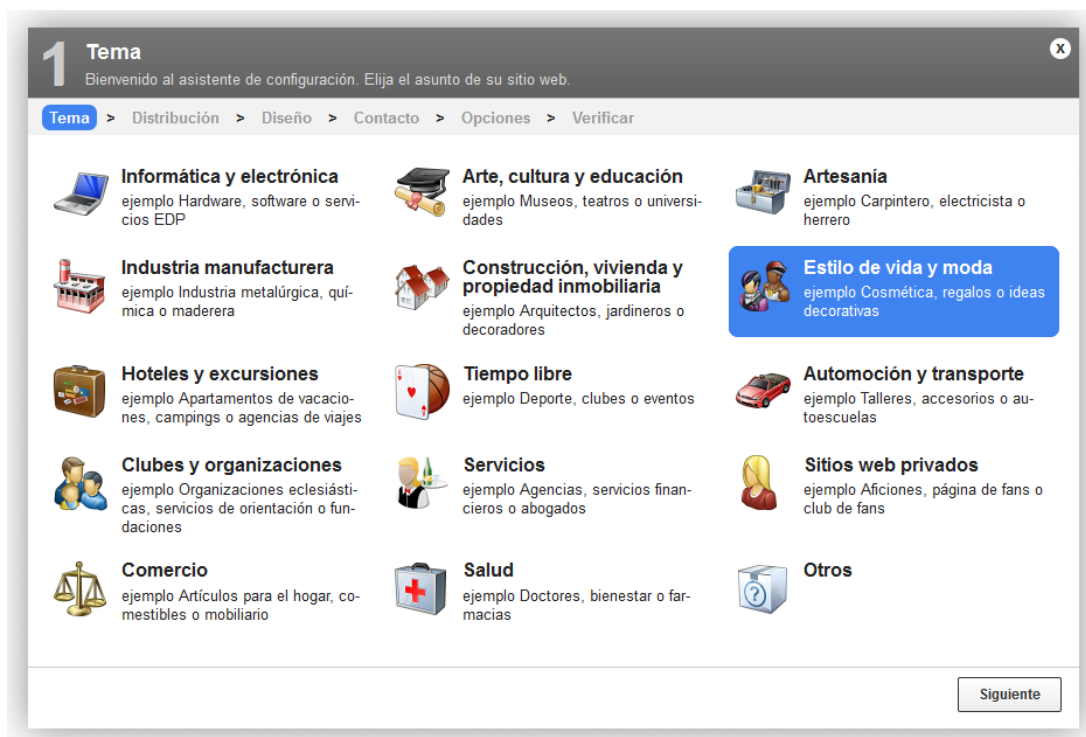 1 Tema
Bienvenido al asistente de configuración. Elija el asunto de su sitio web.
X
Tema > Distribución > Diseño > Contacto > Opciones > Verificar
Informática y electrónica
ejemplo Hardware, software o servi-
cios EDP
Arte, cultura y educación
ejemplo Museos, teatros o universi-
dades
Artesanía
ejemplo Carpintero, electricista o
herrero
Industria manufacturera
ejemplo Industria metalúrgica, quí-
mica o maderera
Construcción, vivienda y
propiedad inmobiliaria
ejemplo Arquitectos, jardineros o
decoradores
Estilo de vida y moda
ejemplo Cosmética, regalos o ideas
decorativas
Hoteles y excursiones
ejemplo Apartamentos de vacacio-
nes, campings o agencias de viajes
Tiempo libre
ejemplo Deporte, clubes o eventos
Automoción y transporte
ejemplo Talleres, accesorios o au-
toescuelas
Clubes y organizaciones
ejemplo Organizaciones eclesiásti-
cas, servicios de orientación o fun-
daciones
Servicios
ejemplo Agencias, servicios finan-
cieros o abogados
Sitios web privados
ejemplo Aficiones, página de fans o
club de fans
Comercio
ejemplo Artículos para el hogar, co-
mestibles o mobiliario
Salud
ejemplo Doctores, bienestar o far-
macias
?
Otros
Siguiente